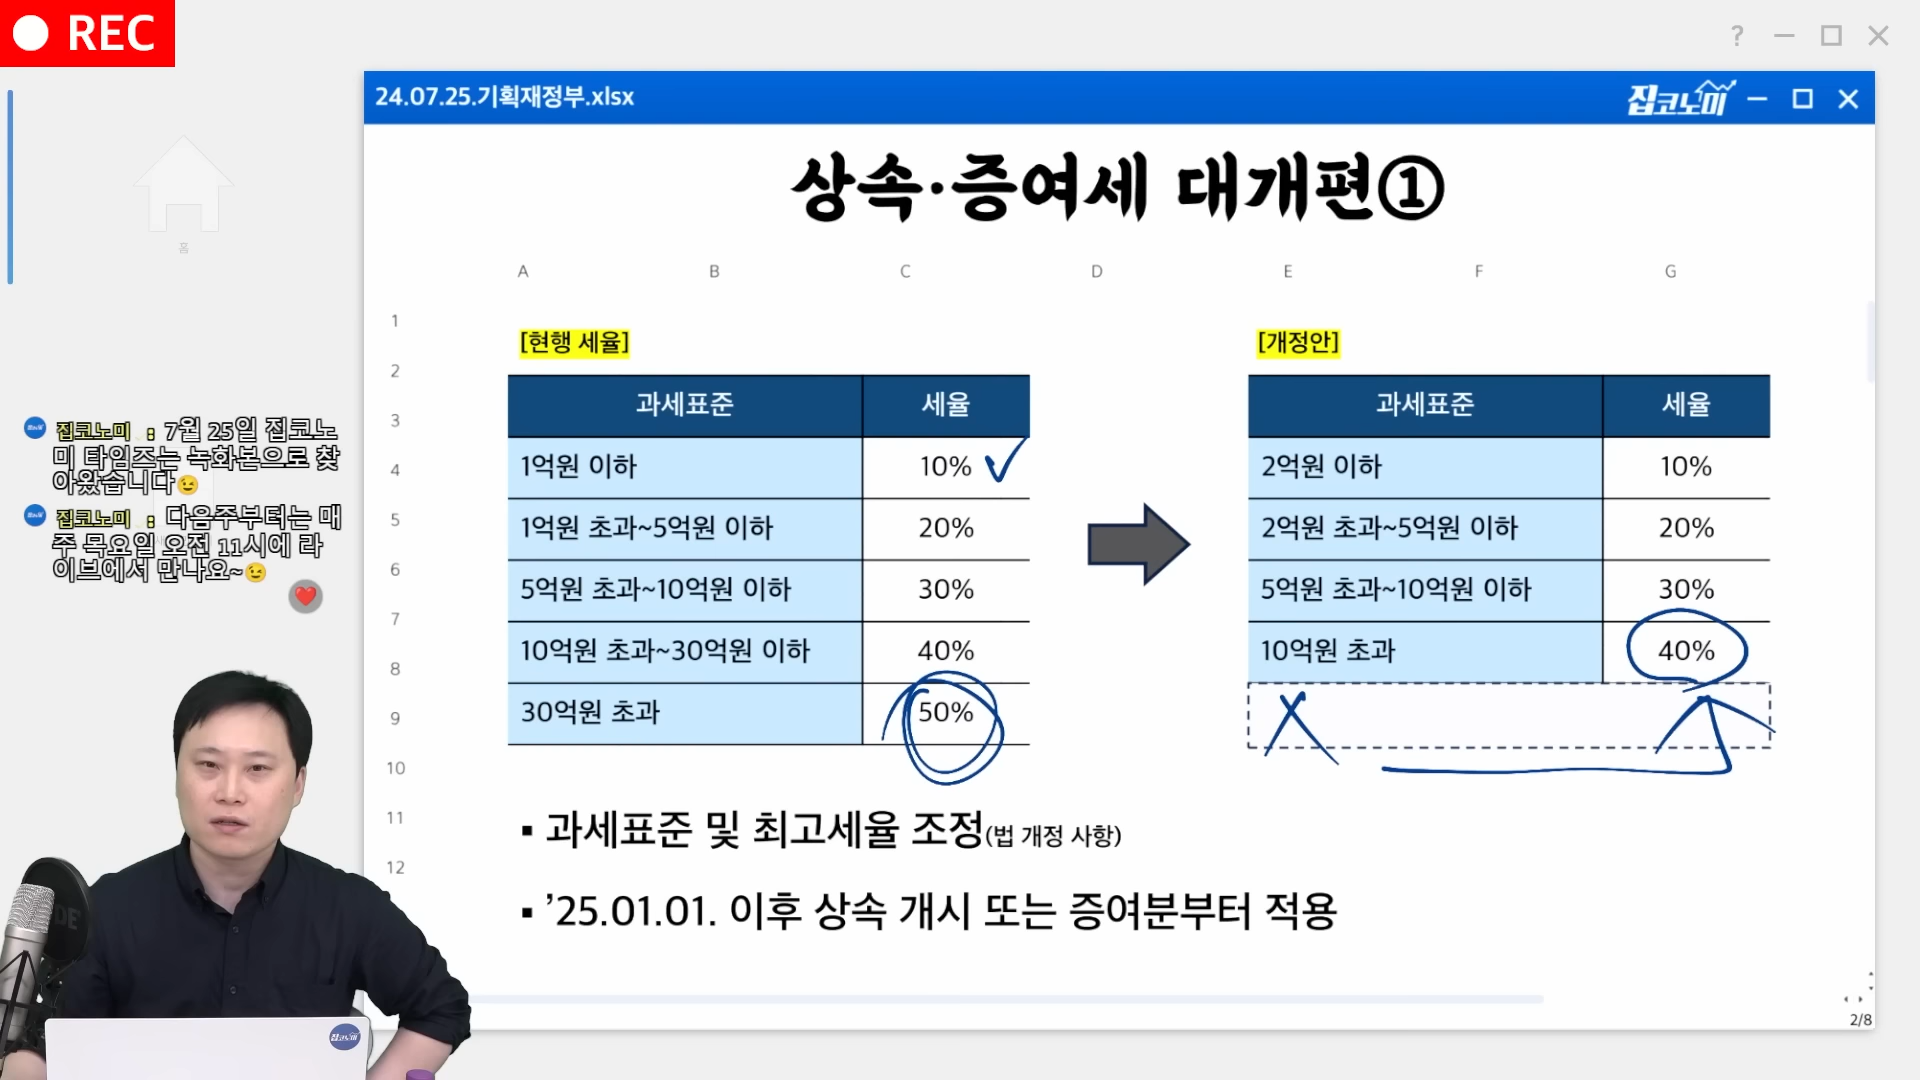 REC
?
24.07.25.기획재정부.xlsx
집코노미
홈
상속·증여세 대개편①
A B C D E F G
1
2
3
4
5
6
7
8
9
10
11
12
[현행 세율]
과세표준 세율
1억원 이하 10%
1억원 초과~5억원 이하 20%
5억원 초과~10억원 이하 30%
10억원 초과~30억원 이하 40%
30억원 초과 50%
[개정안]
과세표준 세율
2억원 이하 10%
2억원 초과~5억원 이하 20%
5억원 초과~10억원 이하 30%
10억원 초과 40%
X
▪ 과세표준 및 최고세율 조정(법 개정 사항)
▪ ’25.01.01. 이후 상속 개시 또는 증여분부터 적용
집코노미 : 7월 25일 집코노
미 타임즈는 녹화본으로 찾
아왔습니다😉
집코노미 : 다음주부터는 매
주 목요일 오전 11시에 라
이브에서 만나요~😉
집코노미
2/8